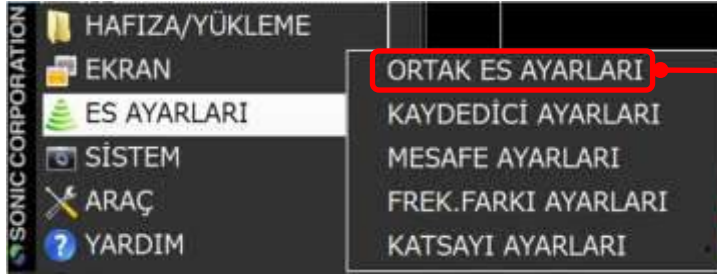 SONIC CORPORATION
HAFIZA/YÜKLEME
EKRAN
ES AYARLARI
SİSTEM
ARAÇ
YARDIM
ORTAK ES AYARLARI
KAYDEDİCİ AYARLARI
MESAFE AYARLARI
FREK.FARKI AYARLARI
KATSAYI AYARLARI